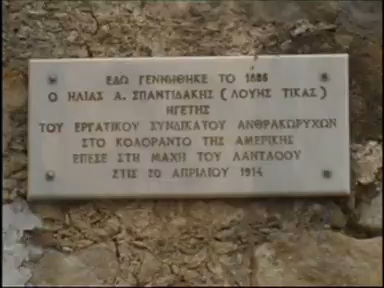 ΕΔΩ ΓΕΝΝΗΘΗΚΕ ΤΟ 1886
Ο ΗΛΙΑΣ Α. ΣΠΑΝΤΙΔΑΚΗΣ (ΛΟΥΗΣ ΤΙΚΑΣ)
ΗΓΕΤΗΣ
ΤΟΥ ΕΡΓΑΤΙΚΟΥ ΣΥΝΔΙΚΑΤΟΥ ΑΝΘΡΑΚΩΡΥΧΩΝ
ΣΤΟ ΚΟΛΟΡΑΝΤΟ ΤΗΣ ΑΜΕΡΙΚΗΣ
ΕΠΕΣΕ ΣΤΗ ΜΑΧΗ ΤΟΥ ΛΑΝΤΛΟΟΥ
ΣΤΙΣ 20 ΑΠΡΙΛΙΟΥ 1914